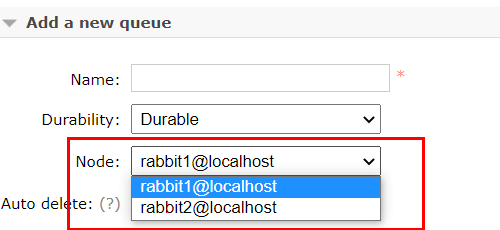 Add a new queue
Name: *
Durability: Durable
Node: rabbit1@localhost
rabbit1@localhost
rabbit2@localhost
Auto delete: (?)